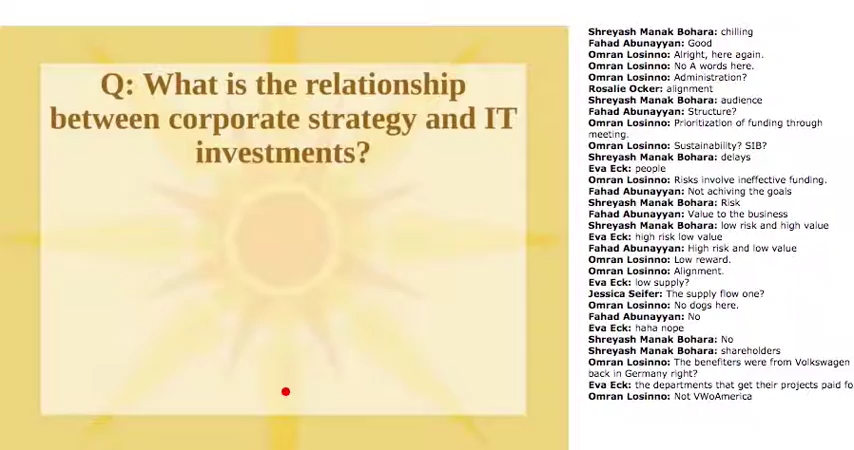 Q: What is the relationship
between corporate strategy and IT
investments?
Shreyash Manak Bohara: chilling
Fahad Abunayyan: Good
Omran Losinno: Alright, here again.
Omran Losinno: No A words here.
Omran Losinno: Administration?
Rosalie Ocker: alignment
Shreyash Manak Bohara: audience
Fahad Abunayyan: Structure?
Omran Losinno: Prioritization of funding through
meeting.
Omran Losinno: Sustainability? SIB?
Shreyash Manak Bohara: delays
Eva Eck: people
Omran Losinno: Risks involve ineffective funding.
Fahad Abunayyan: Not achiving the goals
Shreyash Manak Bohara: Risk
Fahad Abunayyan: Value to the business
Shreyash Manak Bohara: low risk and high value
Eva Eck: high risk low value
Fahad Abunayyan: High risk and low value
Omran Losinno: Low reward.
Omran Losinno: Alignment.
Eva Eck: low supply?
Jessica Seifer: The supply flow one?
Omran Losinno: No dogs here.
Fahad Abunayyan: No
Eva Eck: haha nope
Shreyash Manak Bohara: No
Shreyash Manak Bohara: shareholders
Omran Losinno: The benefiters were from Volkswagen
back in Germany right?
Eva Eck: the departments that get their projects paid fo
Omran Losinno: Not VWoAmerica